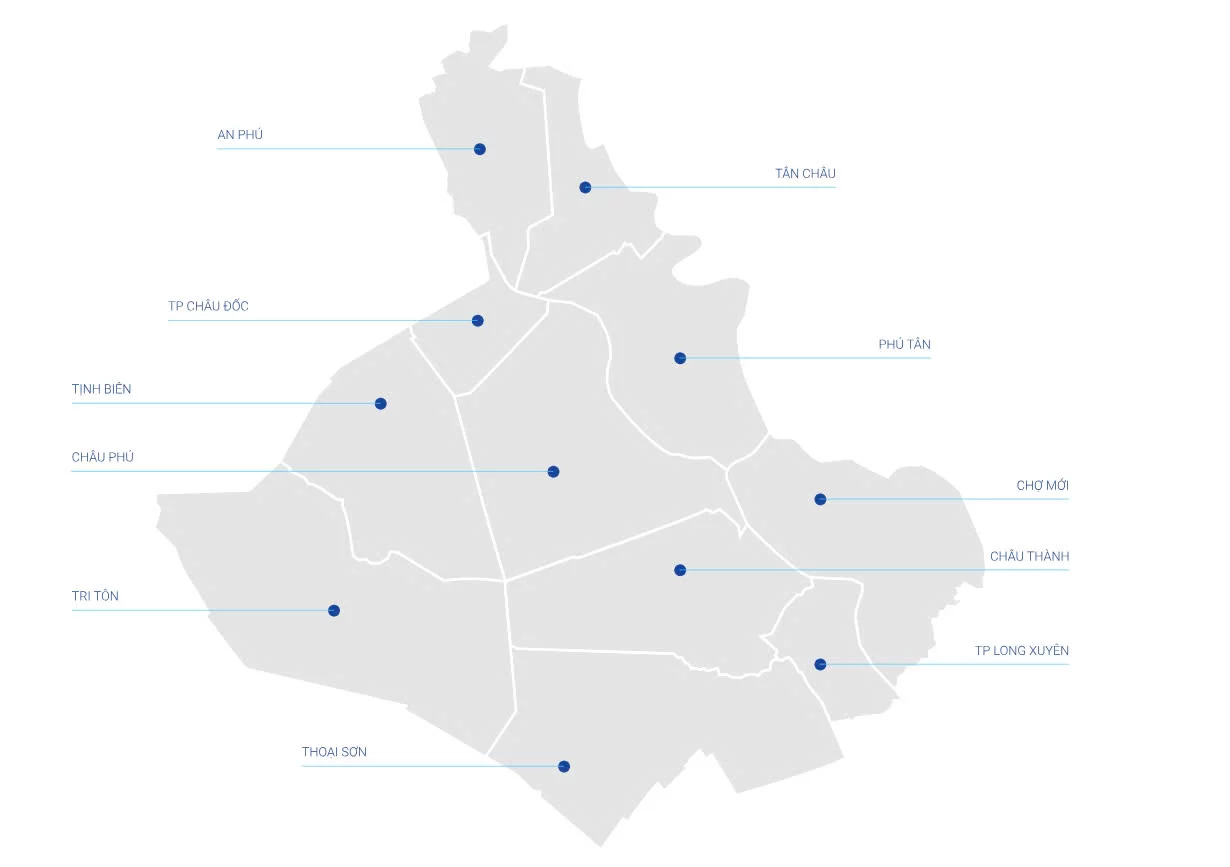 AN PHÚ
TÂN CHÂU
TP CHÂU ĐỐC
PHÚ TÂN
TỊNH BIÊN
CHÂU PHÚ
CHỢ MỚI
CHÂU THÀNH
TRI TÔN
TP LONG XUYÊN
THOẠI SƠN